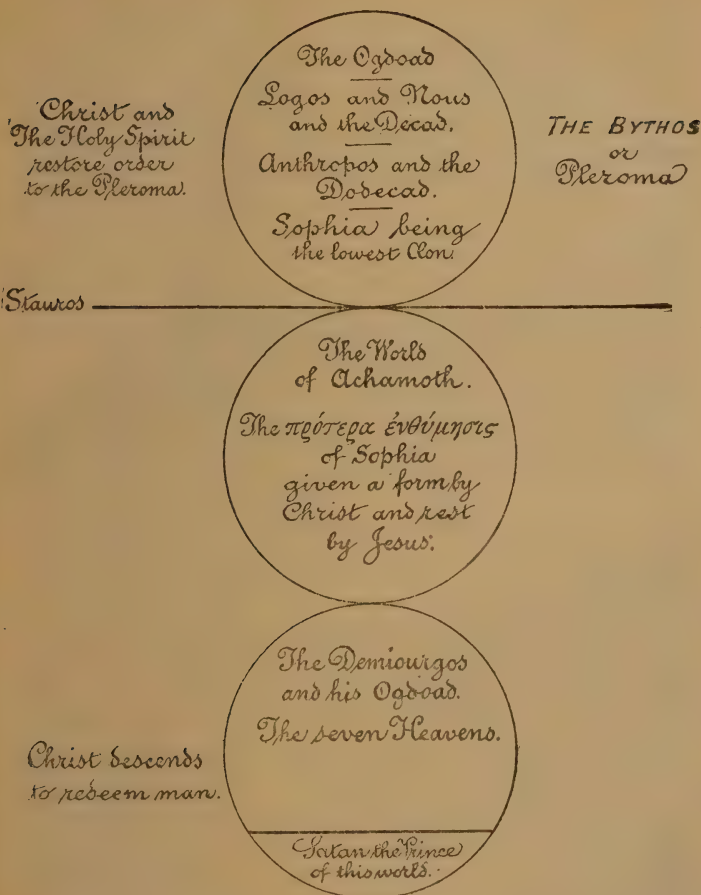 The Ogdoad
Logos and Nous
and the Decad.
Anthropos and the
Dodecad.
Sophia being
the lowest Æon.
Christ and
The Holy Spirit
restore order
to the Pleroma.
THE BYTHOS
or
Pleroma
Stauros
The World
of Achamoth.
The πρότερα ἐνθύμησις
of Sophia
given a form by
Christ and rest
by Jesus.
The Demiourgos
and his Ogdoad.
The seven Heavens.
Christ descends
to redeem man.
Satan the Prince
of this world.